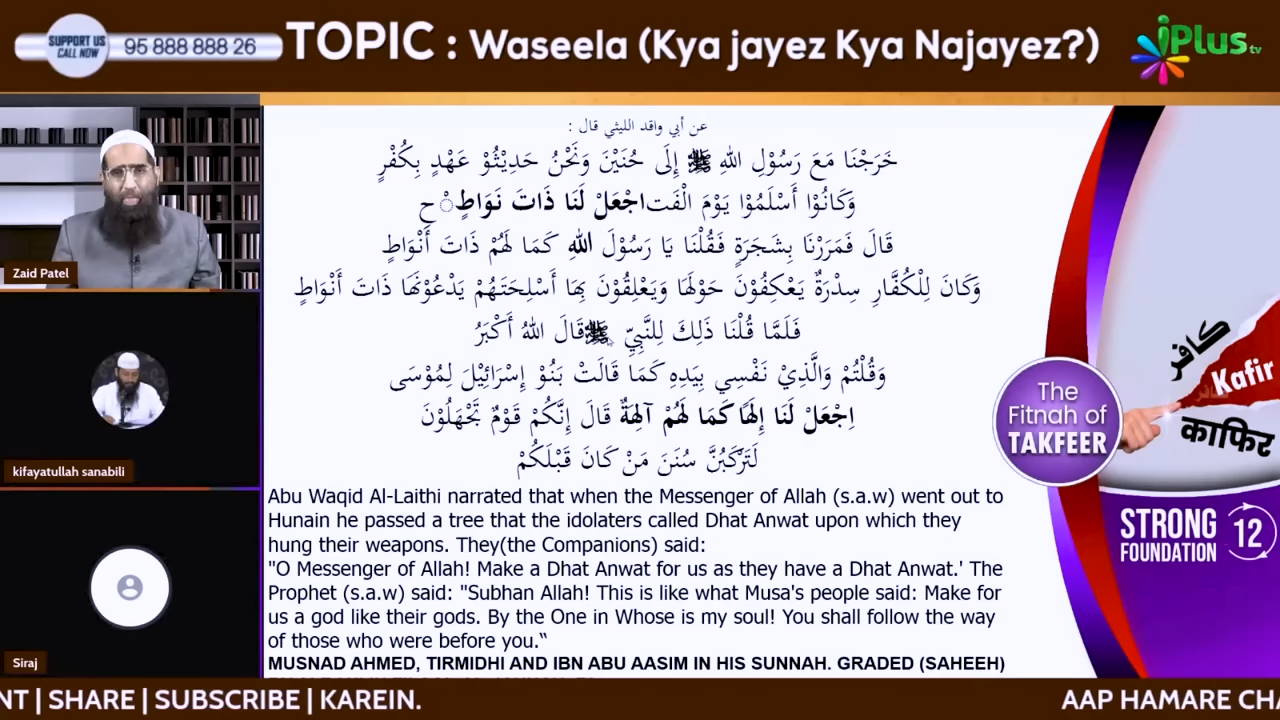 SUPPORT US
CALL NOW
95 888 888 26
TOPIC : Waseela (Kya jayez Kya Najayez?)
iPlus tv
عن أبي واقد الليثي قال :
خَرَجْنَا مَعَ رَسُوْلِ اللهِ ﷺ إِلَى حُنَيْنَ وَنَحْنُ حَدِيْثُوْ عَهْدٍ بِكُفْرٍ
وَكَانُوْا أَسْلَمُوْا يَوْمَ الْفَتاجْعَلْ لَنَا ذَاتَ نَوَاطٍ ْح
قَالَ فَمَرَرْنَا بِشَجَرَةٍ فَقُلْنَا يَا رَسُوْلَ اللهِ كَمَا لَهُمْ ذَاتَ أَنْوَاطٍ
وَكَانَ لِلْكُفَّارِ سِدْرَةٌ يَعْكِفُوْنَ حَوْلَهَا وَيَعْلِقُوْنَ بِهَا أَسْلِحَتَهُمْ يَدْعُوْنَهَا ذَاتَ أَنْوَاطٍ
فَلَمَّا قُلْنَا ذَلِكَ لِلنَّبِيِّ ﷺقَالَ اللهُ أَكْبَرُ
وَقُلْتُمْ وَالَّذِيْ نَفْسِي بِيَدِهِ كَمَا قَالَتْ بَنُوْ إِسْرَائِيْلَ لِمُوْسَى
اِجْعَلْ لَنَا إِلَهًا كَمَا لَهُمْ آلِهَةٌ قَالَ إِنَّكُمْ قَوْمٌ تَجْهَلُوْنَ
لَتَرْكَبُنَّ سُنَنَ مَنْ كَانَ قَبْلَكُمْ
Abu Waqid Al-Laithi narrated that when the Messenger of Allah (s.a.w) went out to
Hunain he passed a tree that the idolaters called Dhat Anwat upon which they
hung their weapons. They(the Companions) said:
"O Messenger of Allah! Make a Dhat Anwat for us as they have a Dhat Anwat.' The
Prophet (s.a.w) said: "Subhan Allah! This is like what Musa's people said: Make for
us a god like their gods. By the One in Whose is my soul! You shall follow the way
of those who were before you.“
MUSNAD AHMED, TIRMIDHI AND IBN ABU AASIM IN HIS SUNNAH. GRADED (SAHEEH)
Zaid Patel
kifayatullah sanabili
Siraj
كافر
Kafir
काफिर
The
Fitnah of
TAKFEER
STRONG
FOUNDATION
12
NT | SHARE | SUBSCRIBE | KAREIN.
AAP HAMARE CHA